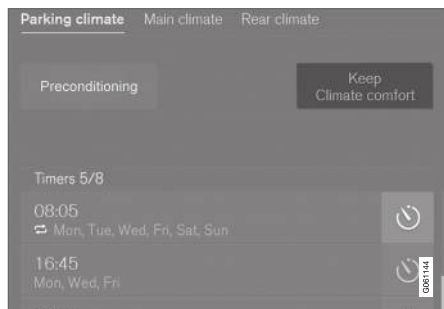 Parking climate Main climate Rear climate
Preconditioning
Keep
Climate comfort
Timers 5/8
08:05
Mon, Tue, Wed, Fri, Sat, Sun
16:45
Mon, Wed, Fri
G061144